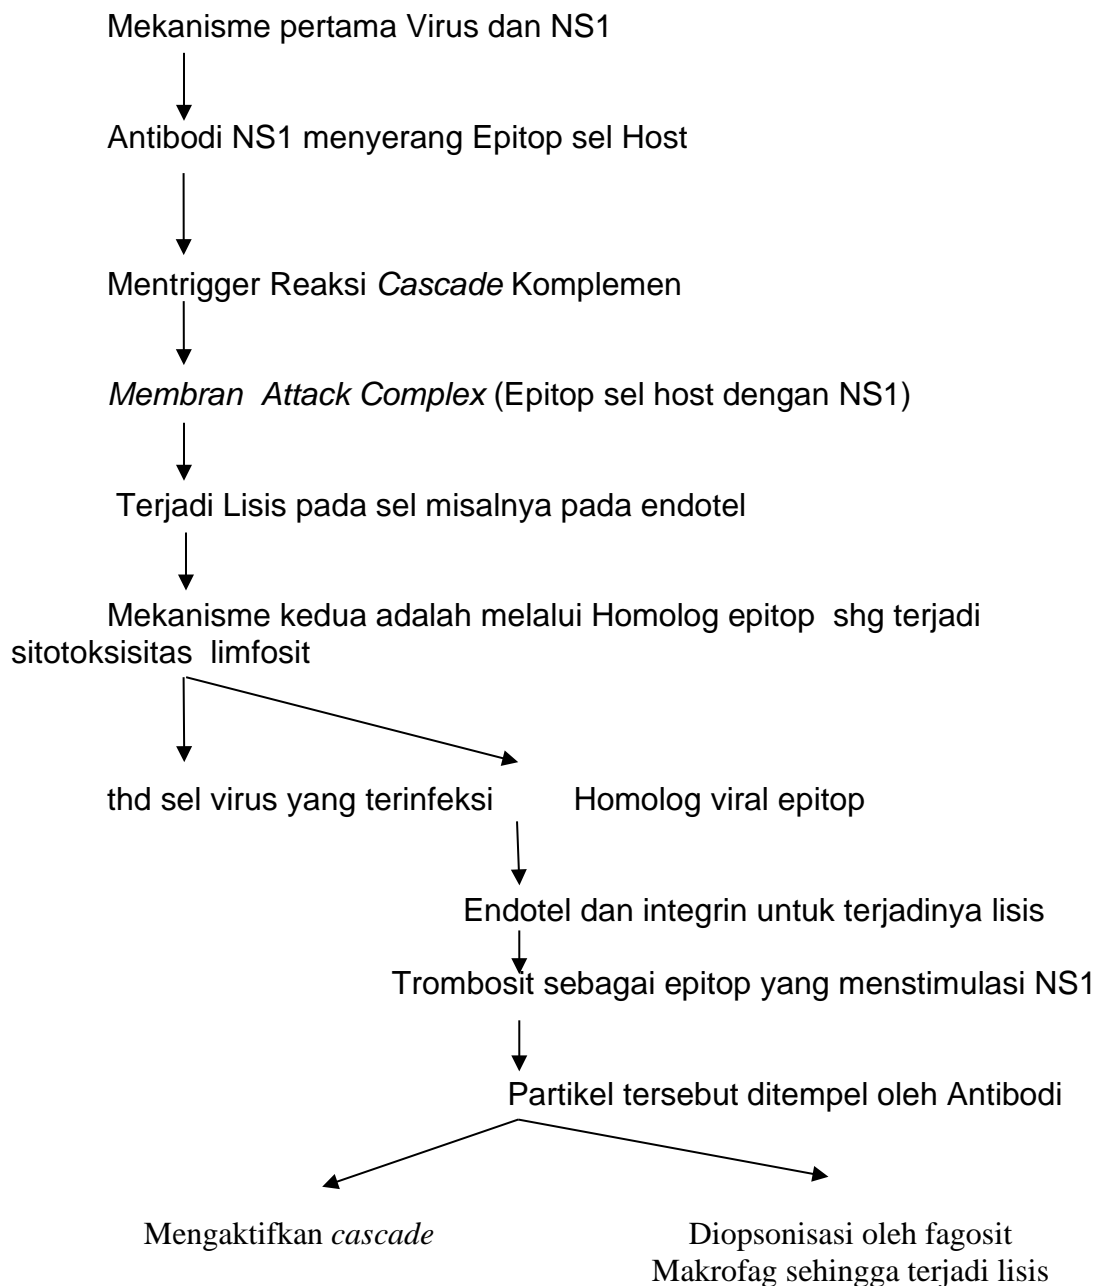 Mekanisme pertama Virus dan NS1
Antibodi NS1 menyerang Epitop sel Host
Mentrigger Reaksi Cascade Komplemen
Membran Attack Complex (Epitop sel host dengan NS1)
Terjadi Lisis pada sel misalnya pada endotel
Mekanisme kedua adalah melalui Homolog epitop shg terjadi
sitotoksisitas limfosit
thd sel virus yang terinfeksi
Homolog viral epitop
Endotel dan integrin untuk terjadinya lisis
Trombosit sebagai epitop yang menstimulasi NS1
Partikel tersebut ditempel oleh Antibodi
Mengaktifkan cascade
Diopsonisasi oleh fagosit
Makrofag sehingga terjadi lisis